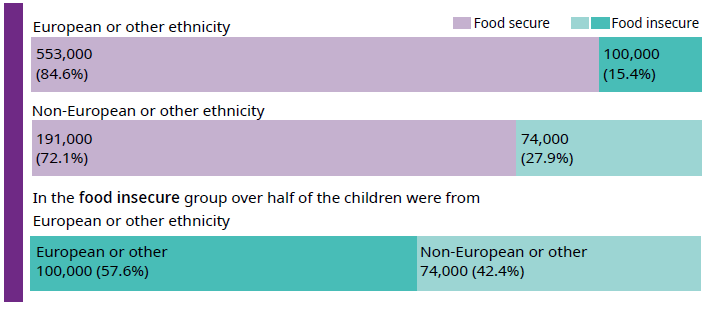 European or other ethnicity
Food secure
Food insecure
553,000
(84.6%)
100,000
(15.4%)
Non-European or other ethnicity
191,000
(72.1%)
74,000
(27.9%)
In the food insecure group over half of the children were from
European or other ethnicity
European or other
100,000 (57.6%)
Non-European or other
74,000 (42.4%)